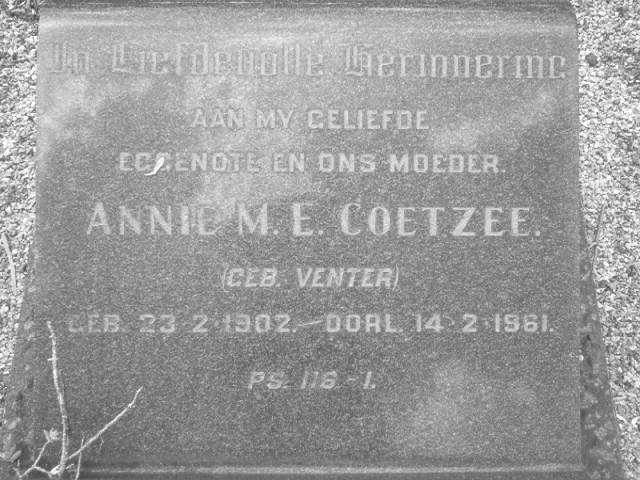 In Liefdevolle Herinnering
AAN MY GELIEFDE
EGGENOTE EN ONS MOEDER.
ANNIE M. E. COETZEE.
(GEB. VENTER)
GEB. 23·2·1902.—OORL. 14·2·1961.
PS. 116-1.